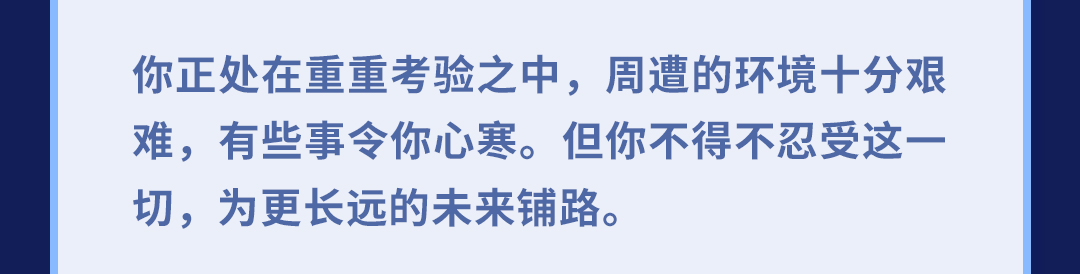 你正处在重重考验之中，周遭的环境十分艰
难，有些事令你心寒。但你不得不忍受这一
切，为更长远的未来铺路。